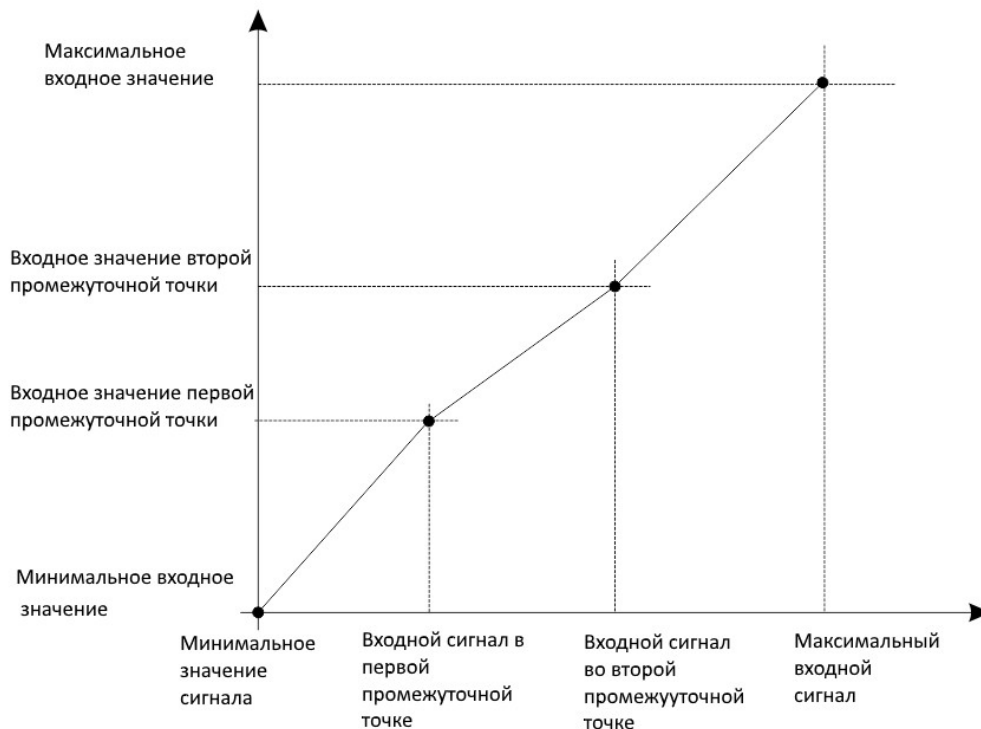 Максимальное
входное значение
Входное значение второй
промежуточной точки
Входное значение первой
промежуточной точки
Минимальное входное
значение
Минимальное
значение
сигнала
Входной сигнал в
первой
промежуточной
точке
Входной сигнал
во второй
промежууточной
точке
Максимальный
входной
сигнал